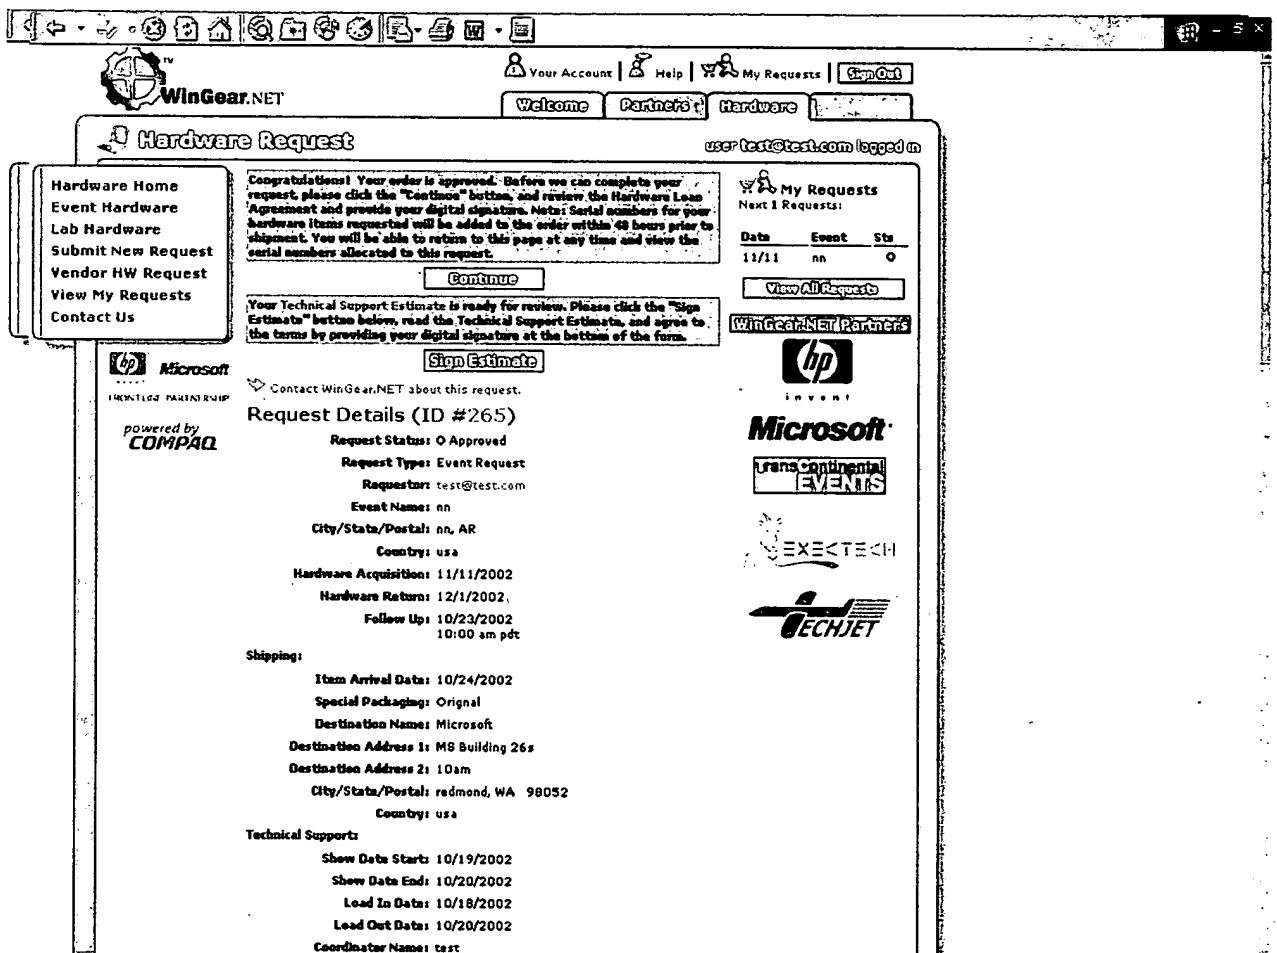 Your Account | Help | My Requests | Sign Out
WinGear.NET
TM
Welcome Partners Hardware
Hardware Request
user test@test.com logged in
Hardware Home
Event Hardware
Lab Hardware
Submit New Request
Vendor HW Request
View My Requests
Contact Us
hp Microsoft
FRONTLINE PARTNERSHIP
powered by
COMPAQ
Congratulations! Your order is approved. Before we can complete your
request, please click the "Continue" button, and review the Hardware Loan
Agreement and provide your digital signature. Note: Serial numbers for your
hardware items requested will be added to the order within 48 hours prior to
shipment. You will be able to return to this page at any time and view the
serial numbers allocated to this request.
Continue
Your Technical Support Estimate is ready for review. Please click the "Sign
Estimate" button below, read the Technical Support Estimate, and agree to
the terms by providing your digital signature at the bottom of the form.
Sign Estimate
Contact WinGear.NET about this request.
Request Details (ID #265)
Request Status: O Approved
Request Type: Event Request
Requestor: test@test.com
Event Name: nn
City/State/Postal: nn, AR
Country: usa
Hardware Acquisition: 11/11/2002
Hardware Return: 12/1/2002
Follow Up: 10/23/2002
10:00 am pdt
Shipping:
Item Arrival Date: 10/24/2002
Special Packaging: Orignal
Destination Name: Microsoft
Destination Address 1: MS Building 26s
Destination Address 2: 10am
City/State/Postal: redmond, WA 98052
Country: usa
Technical Support:
Show Date Start: 10/19/2002
Show Date End: 10/20/2002
Load In Date: 10/18/2002
Load Out Date: 10/20/2002
Coordinator Name: test
My Requests
Next 1 Requests:
Date Event Sts
11/11 nn O
View All Requests
WinGear.NET Partners
hp
invent
Microsoft
TransContinental
EVENTS
EXECTECH
TECHJET